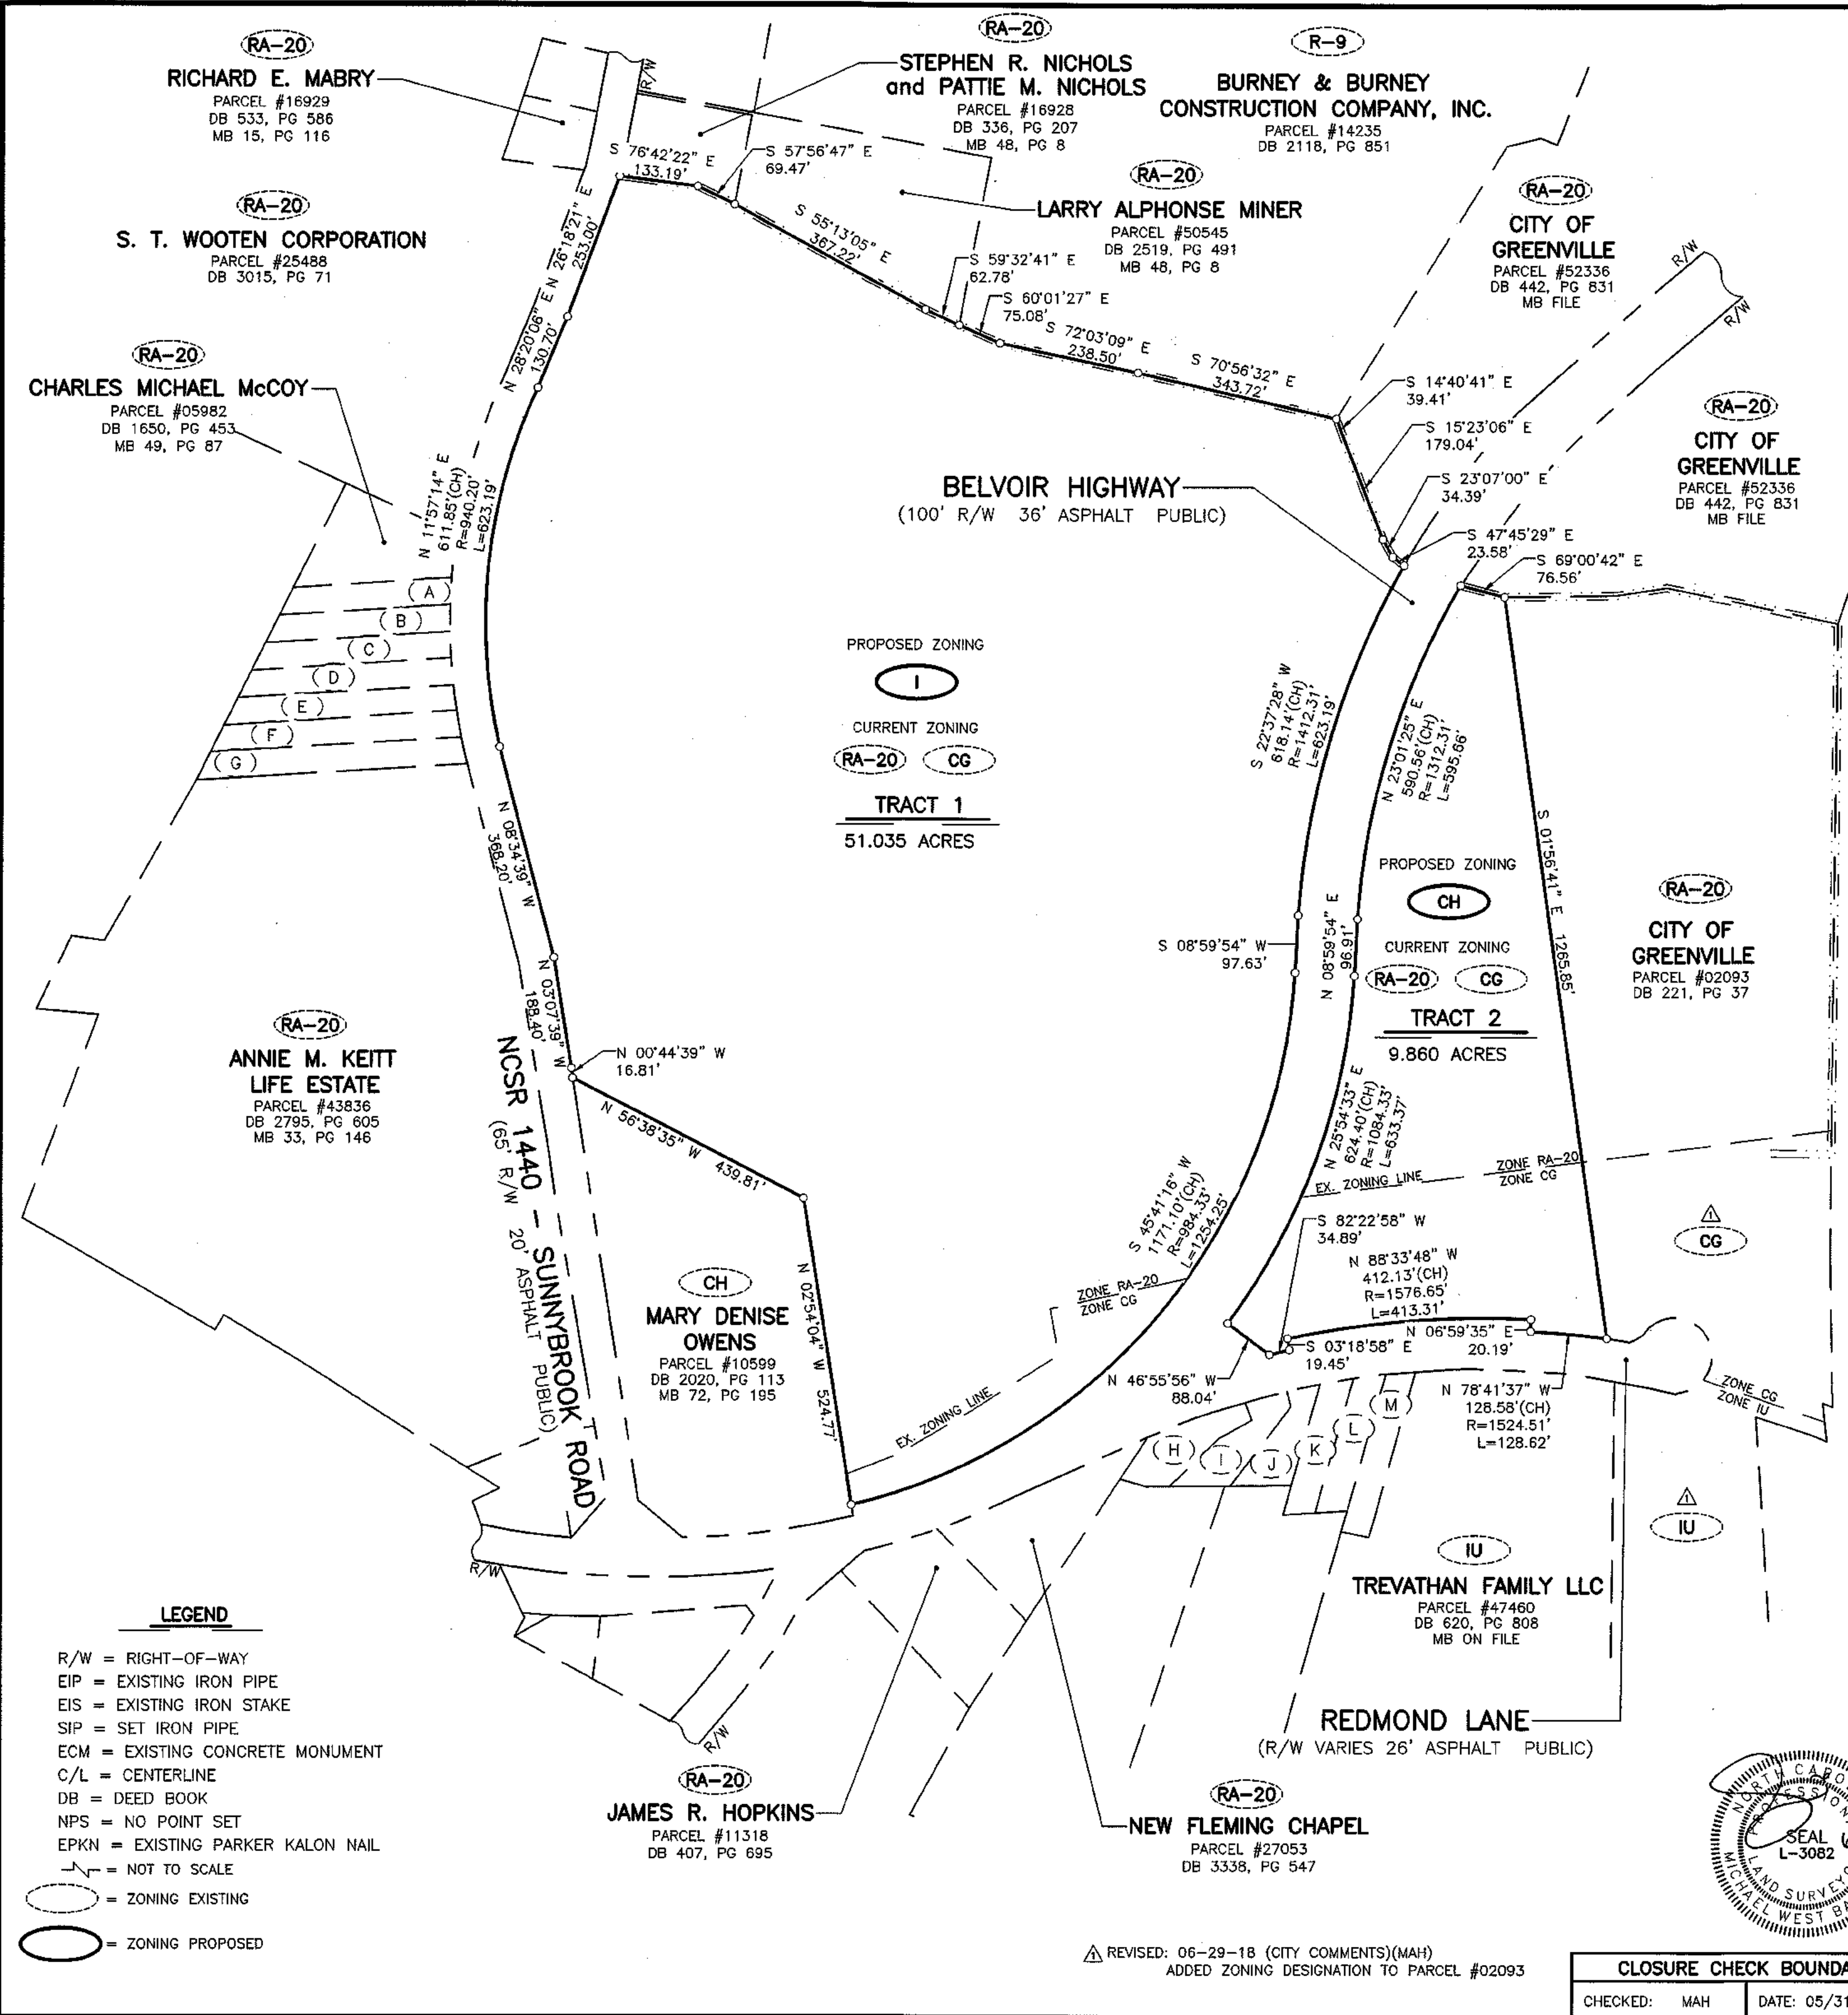 RA-20
RICHARD E. MABRY
PARCEL #16929
DB 533, PG 586
MB 15, PG 116
RA-20
STEPHEN R. NICHOLS
and PATTIE M. NICHOLS
PARCEL #16928
DB 336, PG 207
MB 48, PG 8
R-9
BURNEY & BURNEY
CONSTRUCTION COMPANY, INC.
PARCEL #14235
DB 2118, PG 851
R/W
RA-20
S. T. WOOTEN CORPORATION
PARCEL #25488
DB 3015, PG 71
RA-20
LARRY ALPHONSE MINER
PARCEL #50545
DB 2519, PG 491
MB 48, PG 8
RA-20
CITY OF
GREENVILLE
PARCEL #52336
DB 442, PG 831
MB FILE
R/W
R/W
S 76°42'22" E
133.19'
S 57°56'47" E
69.47'
S 55°13'05" E
367.22'
S 59°32'41" E
62.78'
S 60°01'27" E
75.08'
S 72°03'09" E
238.50'
S 70°56'32" E
343.72'
S 14°40'41" E
39.41'
S 15°23'06" E
179.04'
S 23°07'00" E
34.39'
S 47°45'29" E
23.58'
S 69°00'42" E
76.56'
N 26°18'21" E
253.00'
N 28°20'06" E
130.70'
N 11°57'14" E
611.85'(CH)
R=940.20'
L=623.19'
RA-20
CHARLES MICHAEL McCOY
PARCEL #05982
DB 1650, PG 453
MB 49, PG 87
RA-20
CITY OF
GREENVILLE
PARCEL #52336
DB 442, PG 831
MB FILE
BELVOIR HIGHWAY
(100' R/W 36' ASPHALT PUBLIC)
(A)
(B)
(C)
(D)
(E)
(F)
(G)
PROPOSED ZONING
I
CURRENT ZONING
RA-20 CG
TRACT 1
51.035 ACRES
S 22°37'28" W
618.14'(CH)
R=1412.31'
L=623.19'
N 23°01'25" E
590.56'(CH)
R=1312.31'
L=595.66'
S 01°56'41" E 1265.85'
PROPOSED ZONING
CH
CURRENT ZONING
RA-20 CG
TRACT 2
9.860 ACRES
RA-20
CITY OF
GREENVILLE
PARCEL #02093
DB 221, PG 37
S 08°59'54" W
97.63'
N 08°59'54" E
96.91'
N 08°34'39" W
368.20'
N 03°07'39" W
188.40'
N 00°44'39" W
16.81'
N 56°38'35" W 439.81'
RA-20
ANNIE M. KEITT
LIFE ESTATE
PARCEL #43836
DB 2795, PG 605
MB 33, PG 146
NCSR 1440 - SUNNYBROOK ROAD
(65' R/W 20' ASPHALT PUBLIC)
CH
MARY DENISE
OWENS
PARCEL #10599
DB 2020, PG 113
MB 72, PG 195
N 02°54'04" W 524.77'
S 45°41'16" W
1171.10'(CH)
R=984.33'
L=1254.25'
N 25°54'33" E
624.40'(CH)
R=1084.33'
L=633.37'
EX. ZONING LINE
ZONE RA-20
ZONE CG
ZONE RA-20
ZONE CG
EX. ZONING LINE
S 82°22'58" W
34.89'
N 88°33'48" W
412.13'(CH)
R=1576.65'
L=413.31'
N 06°59'35" E
20.19'
S 03°18'58" E
19.45'
N 46°55'56" W
88.04'
N 78°41'37" W
128.58'(CH)
R=1524.51'
L=128.62'
1
CG
ZONE CG
ZONE IU
1
IU
(H)
(I)
(J)
(K)
(L)
(M)
IU
TREVATHAN FAMILY LLC
PARCEL #47460
DB 620, PG 808
MB ON FILE
R/W
R/W
REDMOND LANE
(R/W VARIES 26' ASPHALT PUBLIC)
RA-20
JAMES R. HOPKINS
PARCEL #11318
DB 407, PG 695
RA-20
NEW FLEMING CHAPEL
PARCEL #27053
DB 3338, PG 547
LEGEND
R/W = RIGHT-OF-WAY
EIP = EXISTING IRON PIPE
EIS = EXISTING IRON STAKE
SIP = SET IRON PIPE
ECM = EXISTING CONCRETE MONUMENT
C/L = CENTERLINE
DB = DEED BOOK
NPS = NO POINT SET
EPKN = EXISTING PARKER KALON NAIL
= NOT TO SCALE
= ZONING EXISTING
= ZONING PROPOSED
NORTH CARO
PROFESSION
SEAL
L-3082
LAND SURVEYO
MICHAEL WEST BA
1 REVISED: 06-29-18 (CITY COMMENTS)(MAH)
ADDED ZONING DESIGNATION TO PARCEL #02093
CLOSURE CHECK BOUNDA
CHECKED: MAH DATE: 05/31